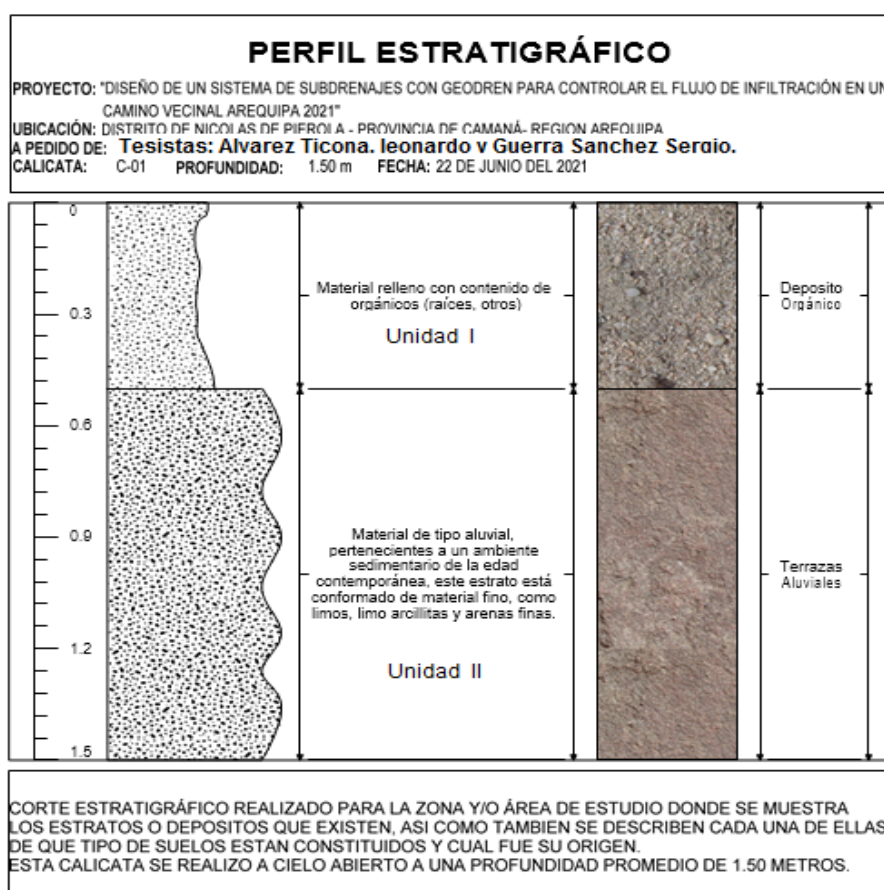 PERFIL ESTRATIGRÁFICO
PROYECTO: "DISEÑO DE UN SISTEMA DE SUBDRENAJES CON GEODREN PARA CONTROLAR EL FLUJO DE INFILTRACIÓN EN UN
CAMINO VECINAL AREQUIPA 2021"
UBICACIÓN: DISTRITO DE NICOLAS DE PIEROLA - PROVINCIA DE CAMANÁ- REGION AREQUIPA
A PEDIDO DE: Tesistas: Alvarez Ticona, leonardo y Guerra Sanchez Sergio.
CALICATA: C-01 PROFUNDIDAD: 1.50 m FECHA: 22 DE JUNIO DEL 2021
0
0.3
0.6
0.9
1.2
1.5
Material relleno con contenido de
orgánicos (raíces, otros)
Unidad I
Deposito
Orgánico
Material de tipo aluvial,
pertenecientes a un ambiente
sedimentario de la edad
contemporánea, este estrato está
conformado de material fino, como
limos, limo arcillitas y arenas finas.
Unidad II
Terrazas
Aluviales
CORTE ESTRATIGRÁFICO REALIZADO PARA LA ZONA Y/O ÁREA DE ESTUDIO DONDE SE MUESTRA
LOS ESTRATOS O DEPOSITOS QUE EXISTEN, ASI COMO TAMBIEN SE DESCRIBEN CADA UNA DE ELLAS
DE QUE TIPO DE SUELOS ESTAN CONSTITUIDOS Y CUAL FUE SU ORIGEN.
ESTA CALICATA SE REALIZO A CIELO ABIERTO A UNA PROFUNDIDAD PROMEDIO DE 1.50 METROS.